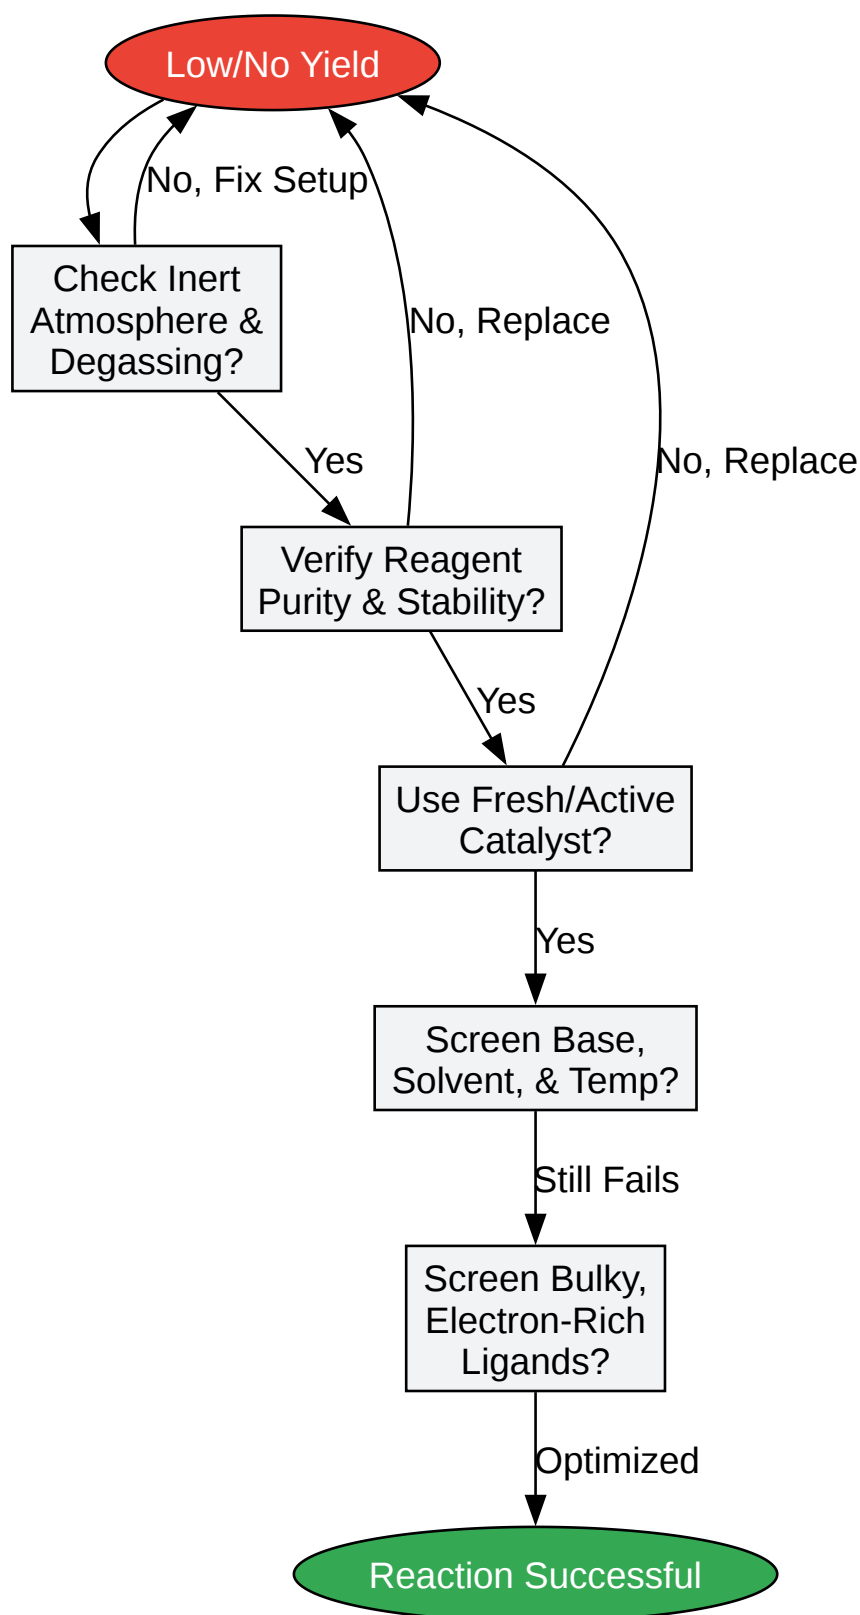 Low/No Yield
No, Fix Setup
Check Inert
Atmosphere &
Degassing?
No, Replace
Yes
No, Replace
Verify Reagent
Purity & Stability?
Yes
Use Fresh/Active
Catalyst?
Yes
Screen Base,
Solvent, & Temp?
Still Fails
Screen Bulky,
Electron-Rich
Ligands?
Optimized
Reaction Successful